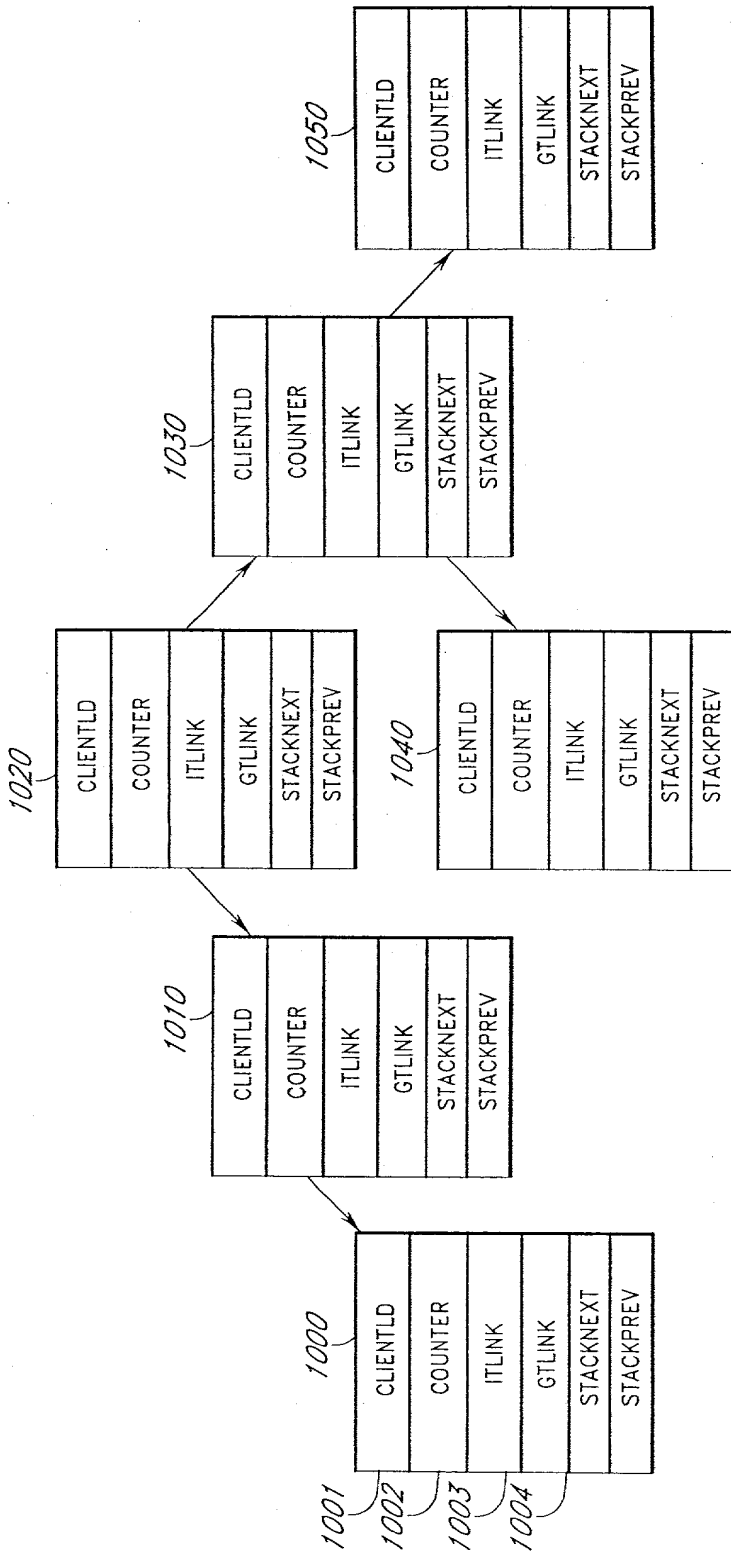 1020
CLIENTLD
COUNTER
ITLINK
GTLINK
STACKNEXT
STACKPREV
1010
CLIENTLD
COUNTER
ITLINK
GTLINK
STACKNEXT
STACKPREV
1030
CLIENTLD
COUNTER
ITLINK
GTLINK
STACKNEXT
STACKPREV
1000
1001
CLIENTLD
1002
COUNTER
1003
ITLINK
1004
GTLINK
STACKNEXT
STACKPREV
1040
CLIENTLD
COUNTER
ITLINK
GTLINK
STACKNEXT
STACKPREV
1050
CLIENTLD
COUNTER
ITLINK
GTLINK
STACKNEXT
STACKPREV